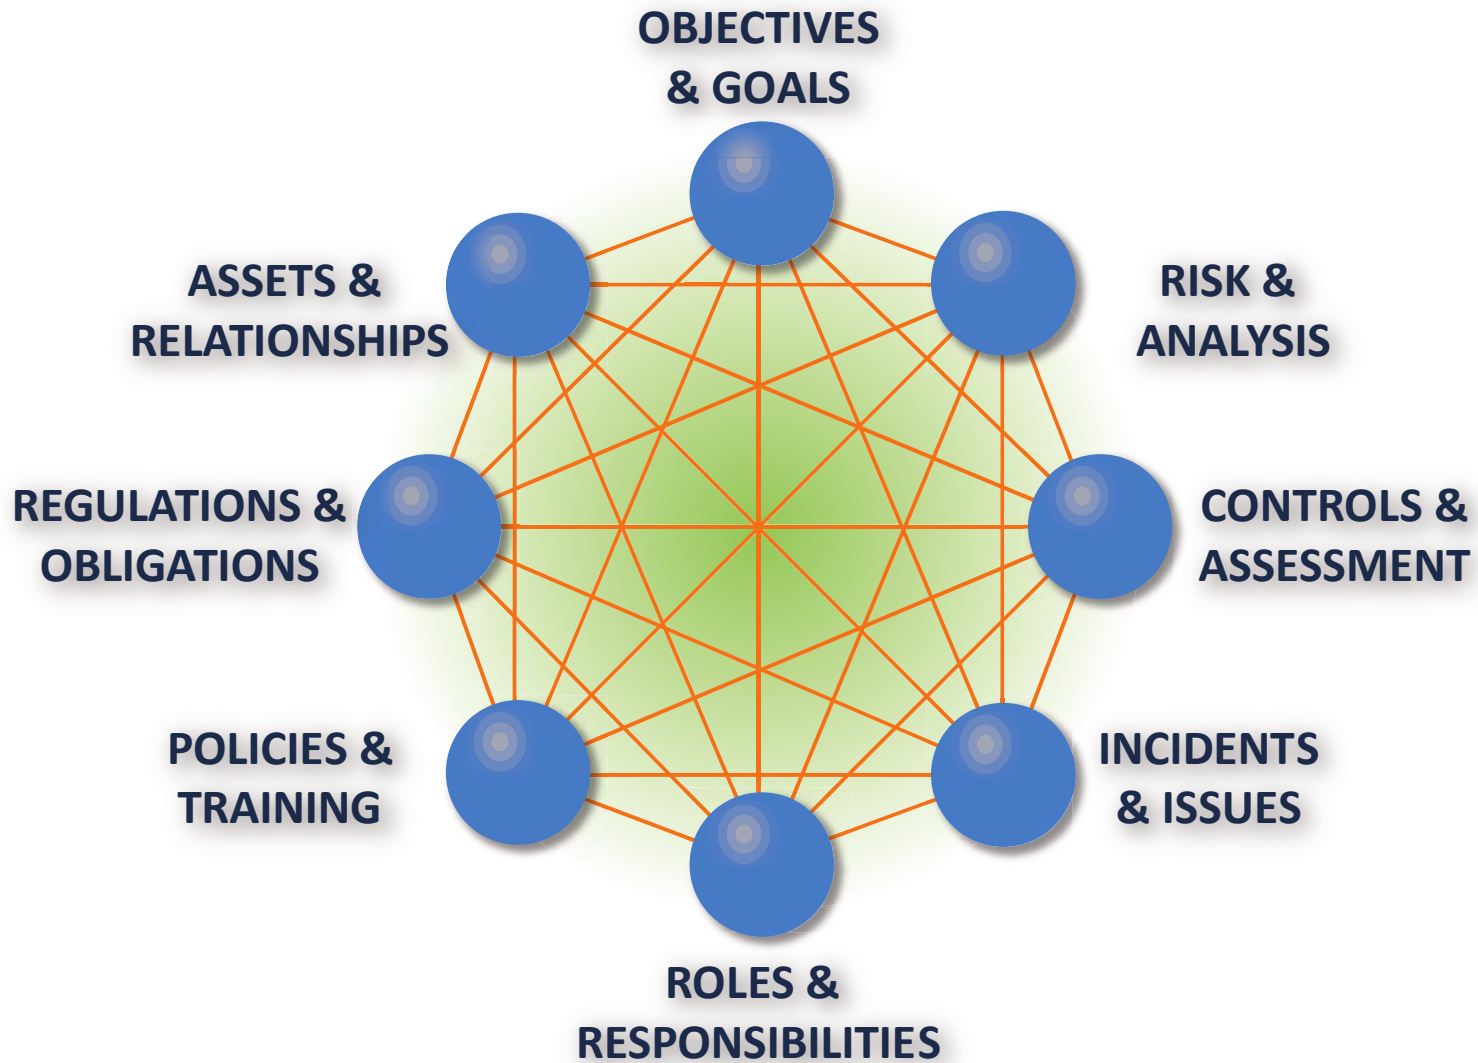 OBJECTIVES
& GOALS
ASSETS &
RELATIONSHIPS
RISK &
ANALYSIS
REGULATIONS &
OBLIGATIONS
CONTROLS &
ASSESSMENT
POLICIES &
TRAINING
INCIDENTS
& ISSUES
ROLES &
RESPONSIBILITIES